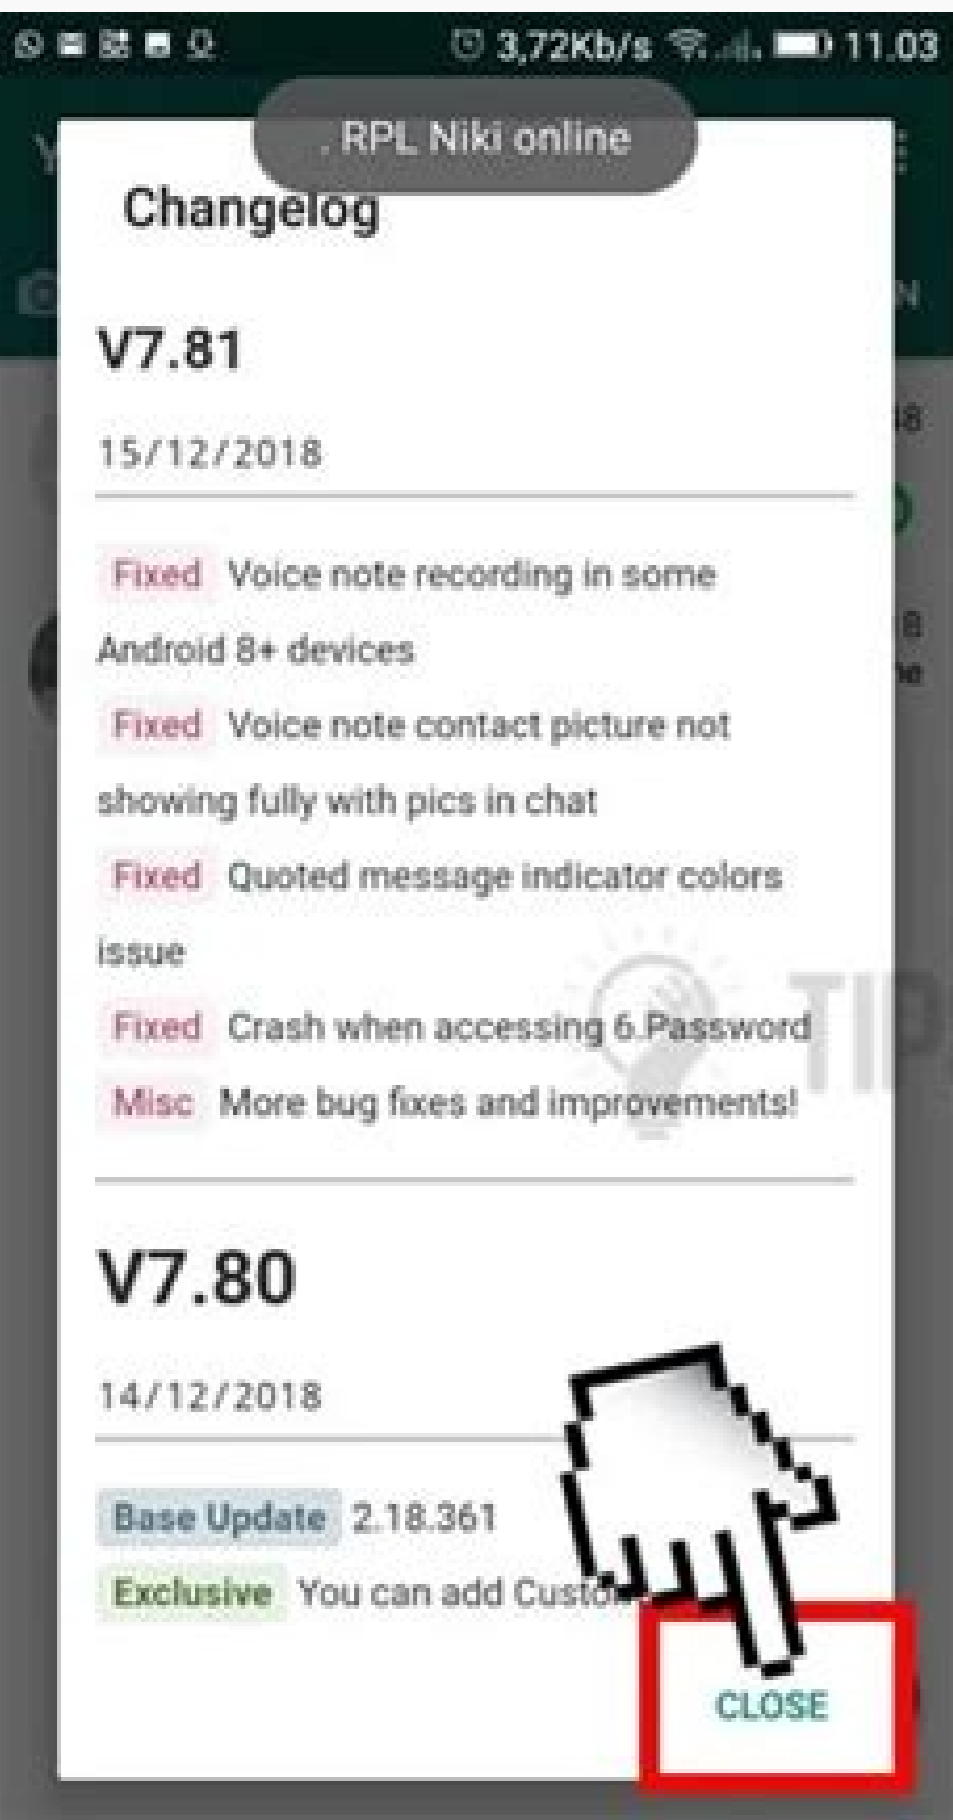 3,72Kb/s 11.03
. RPL Niki online
Changelog
N
V7.81
15/12/2018
Fixed Voice note recording in some
Android 8+ devices
Fixed Voice note contact picture not
showing fully with pics in chat
Fixed Quoted message indicator colors
issue
Fixed Crash when accessing 6.Password
Misc More bug fixes and improvements!
TIP
V7.80
14/12/2018
Base Update 2.18.361
Exclusive You can add
CLOSE